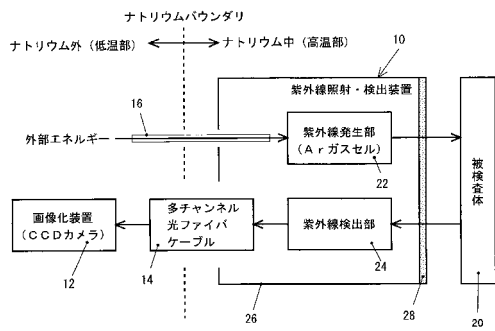 ナトリウムバウンダリ
ナトリウム外（低温部）
ナトリウム中（高温部）
10
紫外線照射・検出装置
16
外部エネルギー
紫外線発生部
（Ａｒガスセル）
22
被検査体
画像化装置
（ＣＣＤカメラ）
12
多チャンネル
光ファイバ
ケーブル
14
紫外線検出部
24
26
28
20